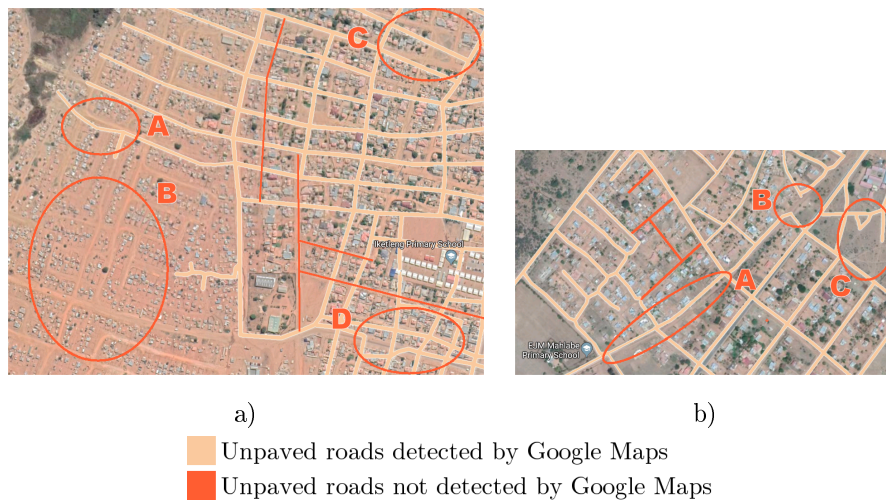 C
A
B
Iketleng Primary School
D
B
A
C
EJM Mahlabe
Primary School
a)
b)
Unpaved roads detected by Google Maps
Unpaved roads not detected by Google Maps